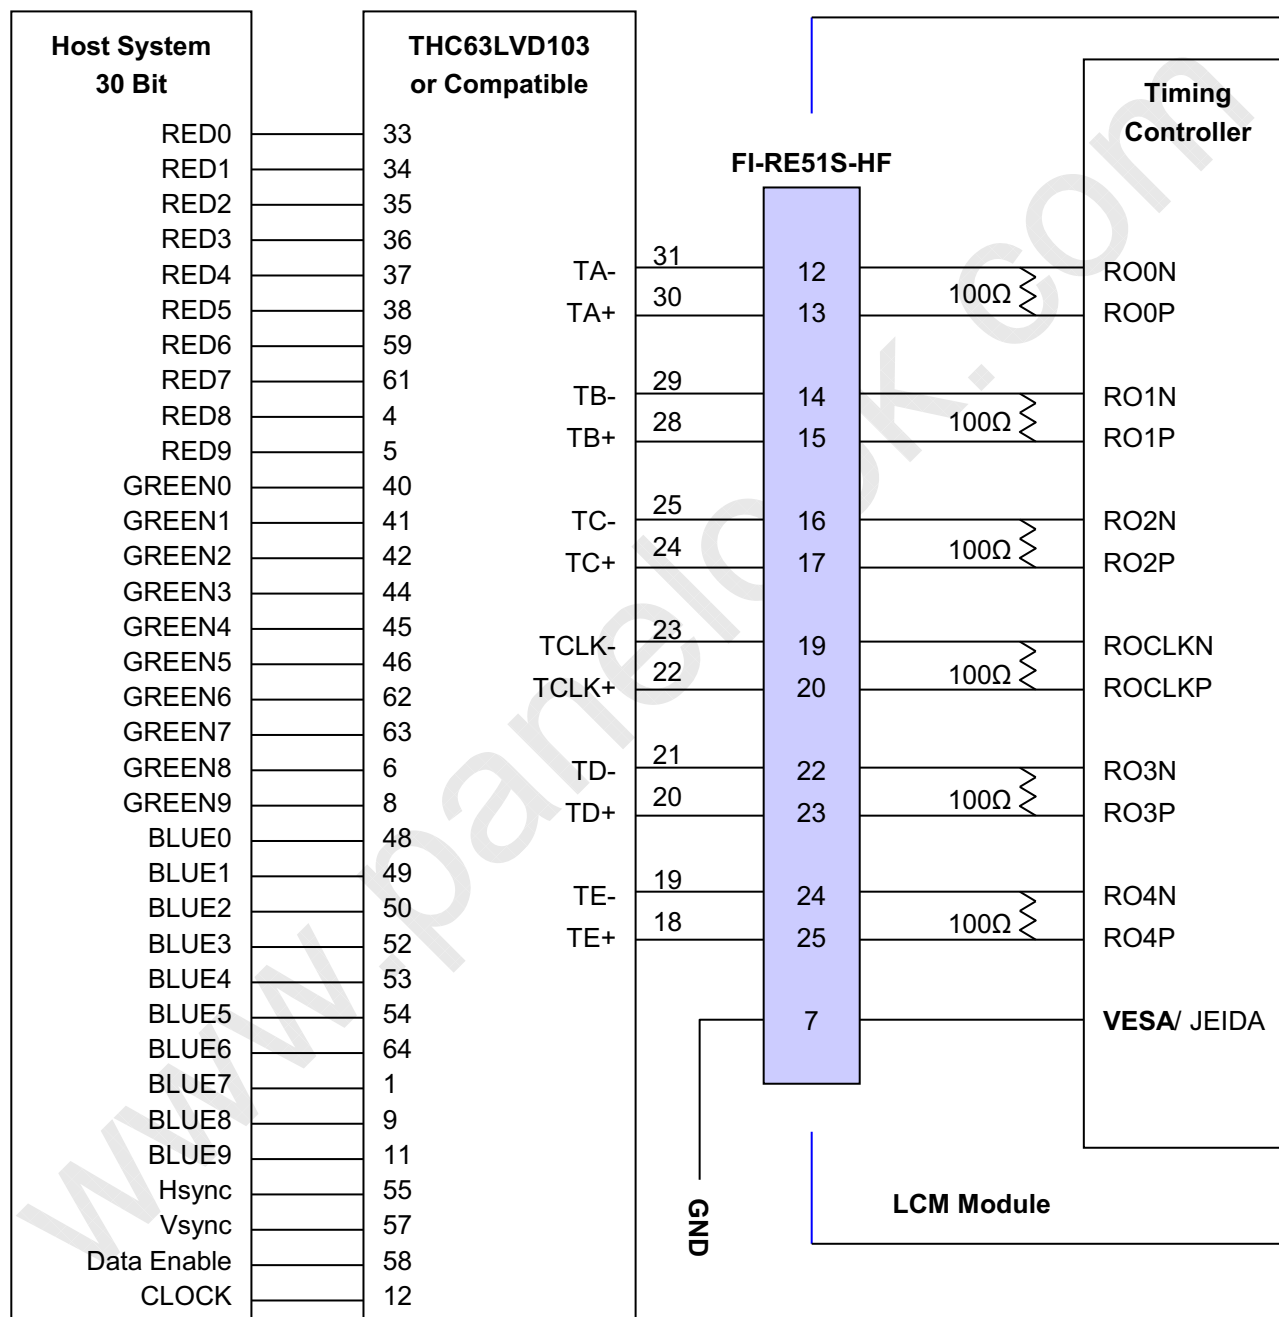 Host System
30 Bit
THC63LVD103
or Compatible
Timing
Controller
FI-RE51S-HF
RED0 33
RED1 34
RED2 35
RED3 36
RED4 37
RED5 38
RED6 59
RED7 61
RED8 4
RED9 5
GREEN0 40
GREEN1 41
GREEN2 42
GREEN3 44
GREEN4 45
GREEN5 46
GREEN6 62
GREEN7 63
GREEN8 6
GREEN9 8
BLUE0 48
BLUE1 49
BLUE2 50
BLUE3 52
BLUE4 53
BLUE5 54
BLUE6 64
BLUE7 1
BLUE8 9
BLUE9 11
Hsync 55
Vsync 57
Data Enable 58
CLOCK 12
TA- 31 12 RO0N
100Ω
TA+ 30 13 RO0P
TB- 29 14 RO1N
100Ω
TB+ 28 15 RO1P
TC- 25 16 RO2N
100Ω
TC+ 24 17 RO2P
TCLK- 23 19 ROCLKN
100Ω
TCLK+ 22 20 ROCLKP
TD- 21 22 RO3N
100Ω
TD+ 20 23 RO3P
TE- 19 24 RO4N
100Ω
TE+ 18 25 RO4P
7 VESA/ JEIDA
GND
LCM Module
www.panelook.com